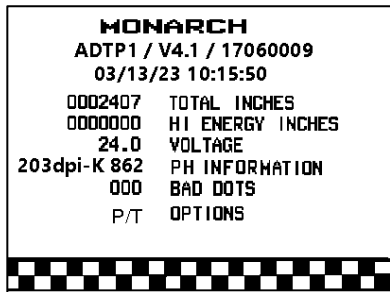 MONARCH
ADTP1 / V4.1 / 17060009
03/13/23 10:15:50
0002407 TOTAL INCHES
0000000 HI ENERGY INCHES
24.0 VOLTAGE
203dpi-K 862 PH INFORMATION
000 BAD DOTS
P/T OPTIONS